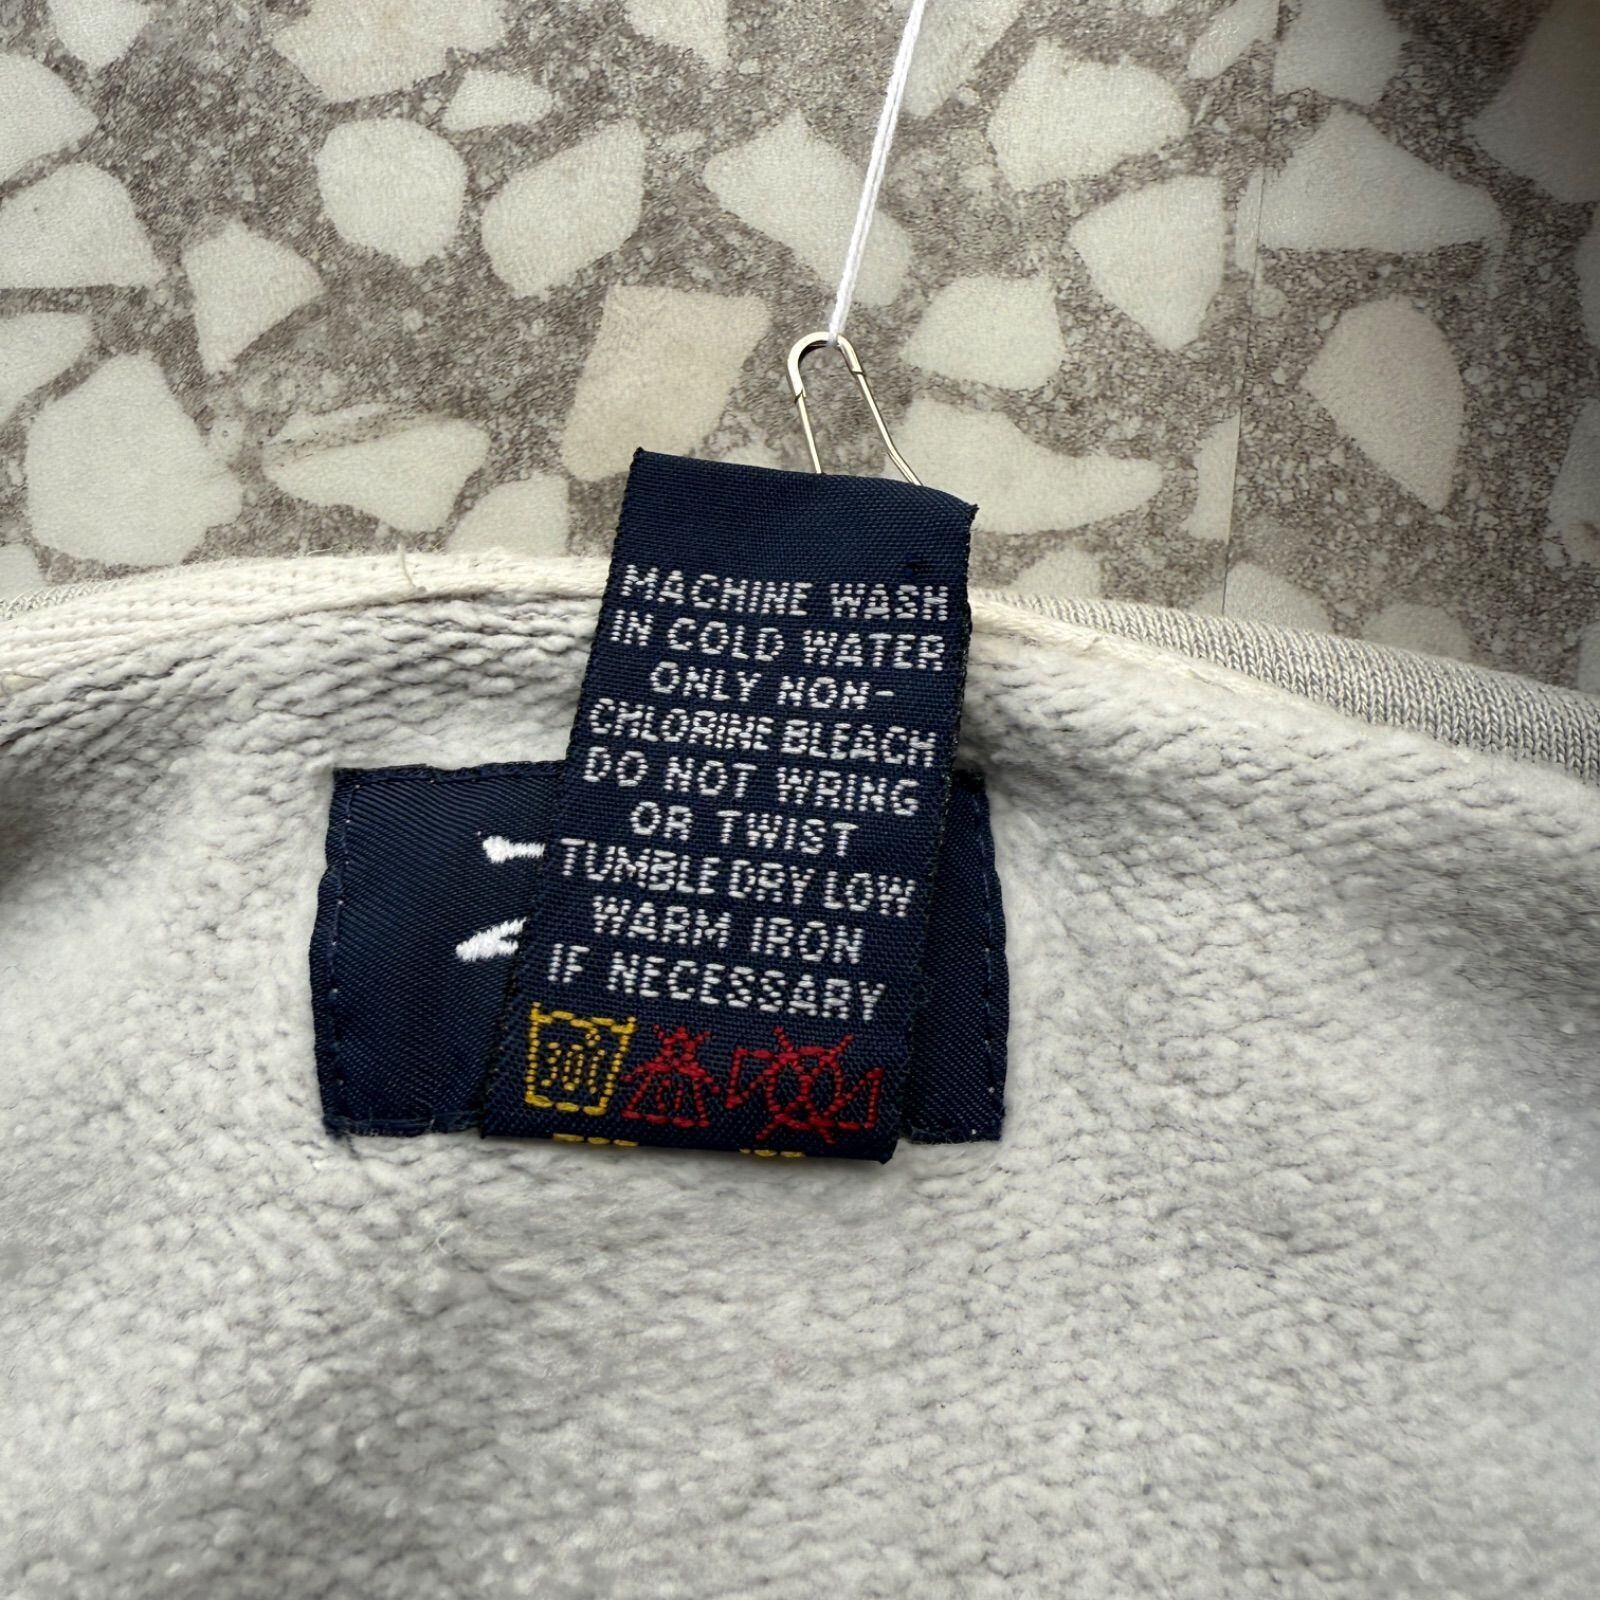 MACHINE WASH
IN COLD WATER
ONLY NON-
CHLORINE BLEACH
DO NOT WRING
OR TWIST
TUMBLE DRY LOW
WARM IRON
IF NECESSARY